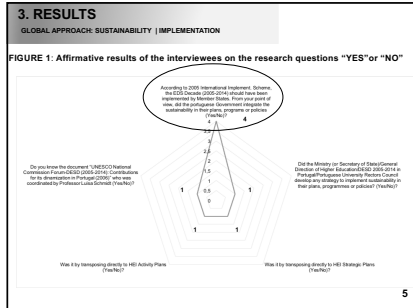 3. RESULTS
GLOBAL APPROACH: SUSTAINABILITY | IMPLEMENTATION
FIGURE 1: Affirmative results of the interviewees on the research questions “YES”or “NO”
According to 2005 International Implement. Scheme,
the EDS Decade (2005-2014) should have been
implemented by Member States. From your point of
view, did the portuguese Government integrate the
sustainability in their plans, programs or policies
(Yes/No)?
4
4
3,5
3
2,5
2
1,5
1
0,5
0
Did the Ministry (or Secretary of State)/General
Direction of Higher Education/DESD 2005-2014 in
Portugal/Portuguese University Rectors Council
develop any strategy to implement sustainability in
their plans, programmes or policies? (Yes/No)?
1
Was it by transposing directly to HEI Strategic Plans
(Yes/No)?
1
Was it by transposing directly to HEI Activity Plans
(Yes/No)?
1
Do you know the document “UNESCO National
Commission Forum-DESD (2005-2014): Contributions
for its dinamization in Portugal (2006)” who was
coordinated by Professor Luisa Schmidt (Yes/No)?
1
5